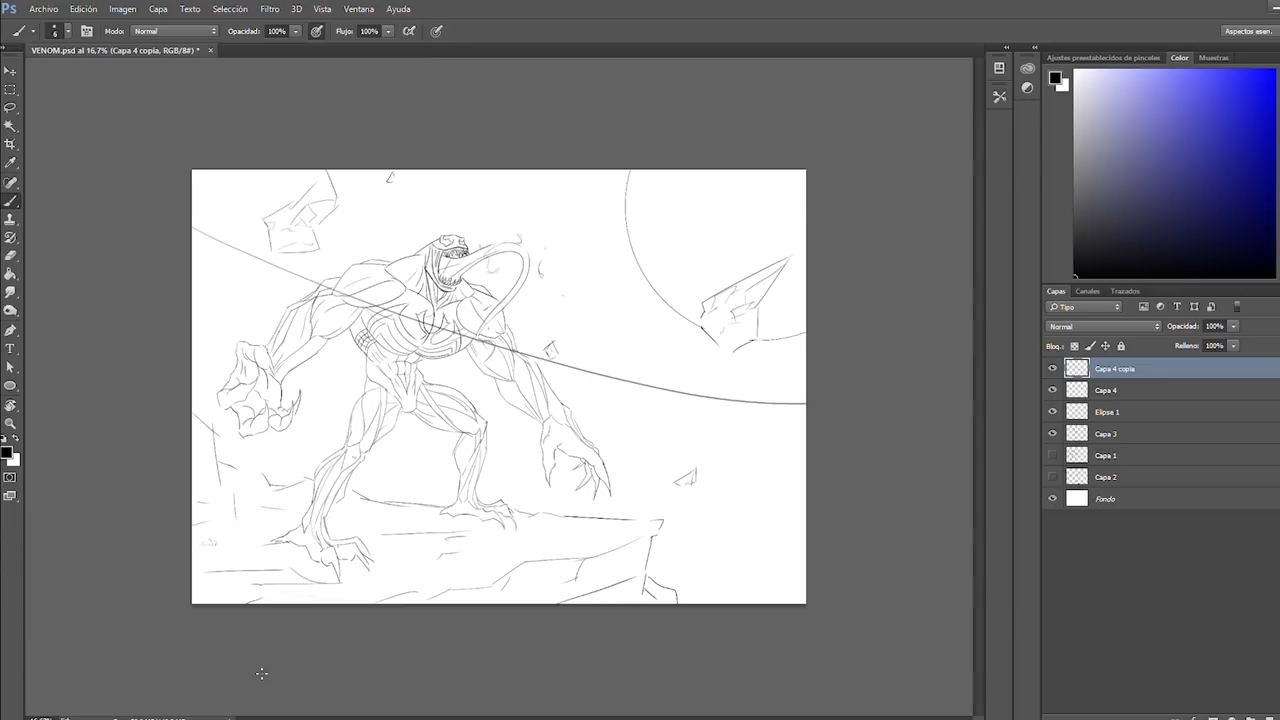 Ps Archivo Edición Imagen Capa Texto Selección Filtro 3D Vista Ventana Ayuda
6 Modo: Normal Opacidad: 100% Flujo: 100% Aspectos esen.
VENOM.psd al 16,7% (Capa 4 copia, RGB/8#) * ×
Ajustes preestablecidos de pinceles Color Muestras
Capas Canales Trazados
Tipo
Normal Opacidad: 100%
Bloq.: Relleno: 100%
Capa 4 copia
Capa 4
Elipse 1
Capa 3
Capa 1
Capa 2
Fondo